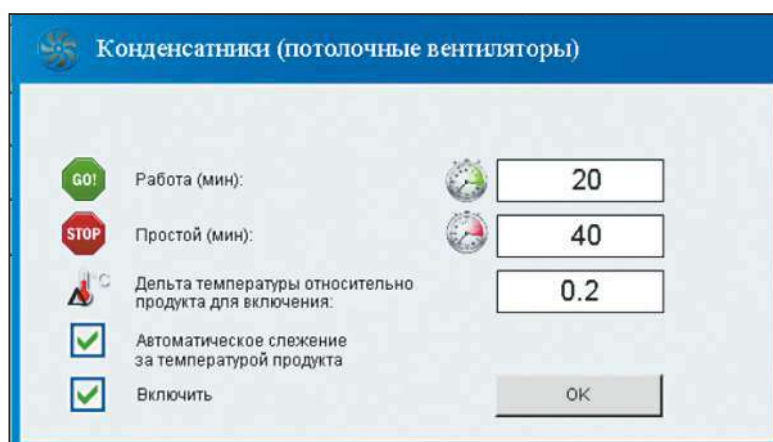 Конденсатники (потолочные вентиляторы)
GO! Работа (мин): 20
STOP Простой (мин): 40
°C Дельта температуры относительно
продукта для включения: 0.2
Автоматическое слежение
за температурой продукта
Включить OK